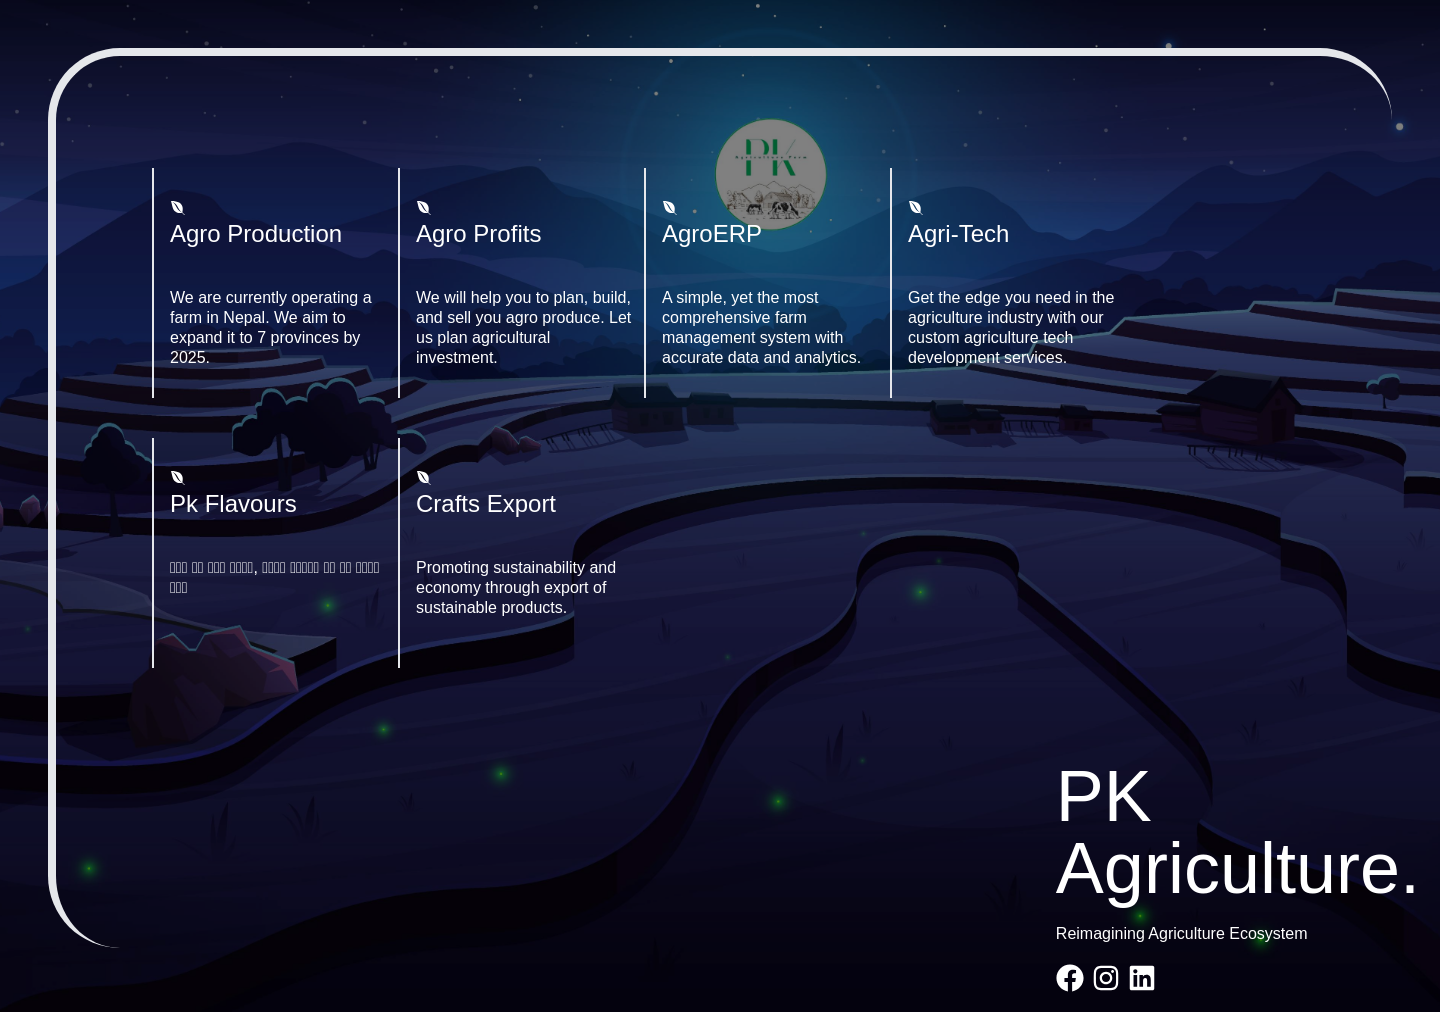 PK
Agriculture Farm
Agro Production
We are currently operating a
farm in Nepal. We aim to
expand it to 7 provinces by
2025.
Agro Profits
We will help you to plan, build,
and sell you agro produce. Let
us plan agricultural
investment.
AgroERP
A simple, yet the most
comprehensive farm
management system with
accurate data and analytics.
Agri-Tech
Get the edge you need in the
agriculture industry with our
custom agriculture tech
development services.
Pk Flavours
Crafts Export
Promoting sustainability and
economy through export of
sustainable products.
PK
Agriculture.
Reimagining Agriculture Ecosystem